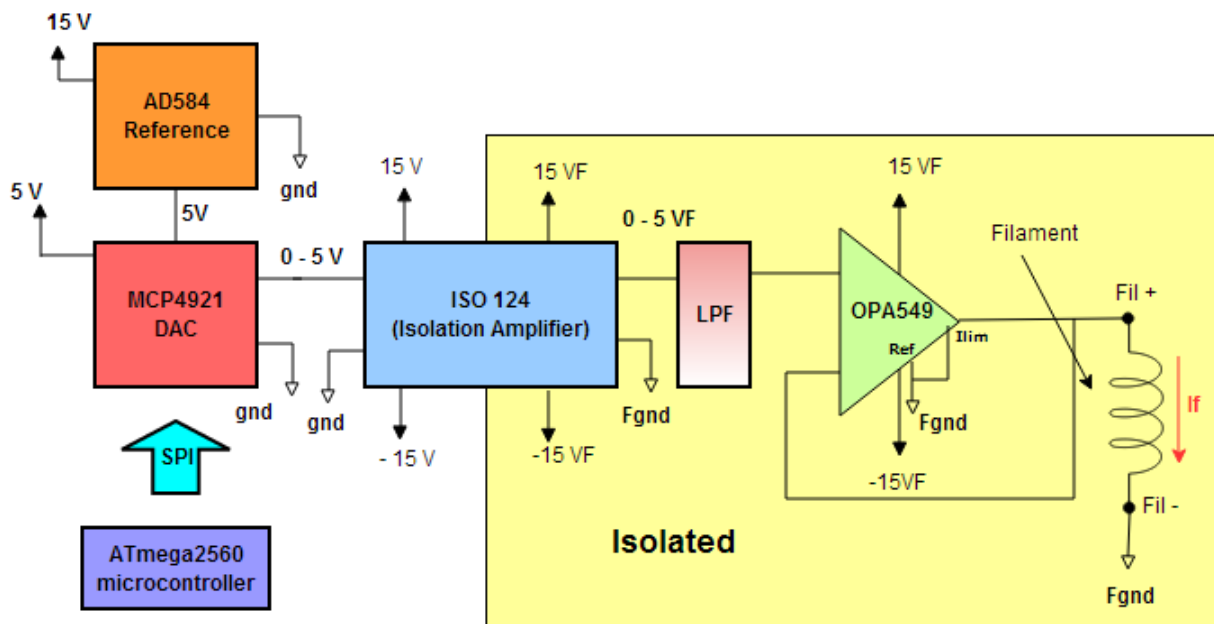 15 V
AD584
Reference
gnd
5 V
5V
MCP4921
DAC
0 - 5 V
gnd
SPI
ATmega2560
microcontroller
15 V
15 VF
ISO 124
(Isolation Amplifier)
gnd
- 15 V
-15 VF
Fgnd
0 - 5 VF
LPF
15 VF
OPA549
Ref
Ilim
Fgnd
-15VF
Filament
Fil +
If
Fil -
Fgnd
Isolated